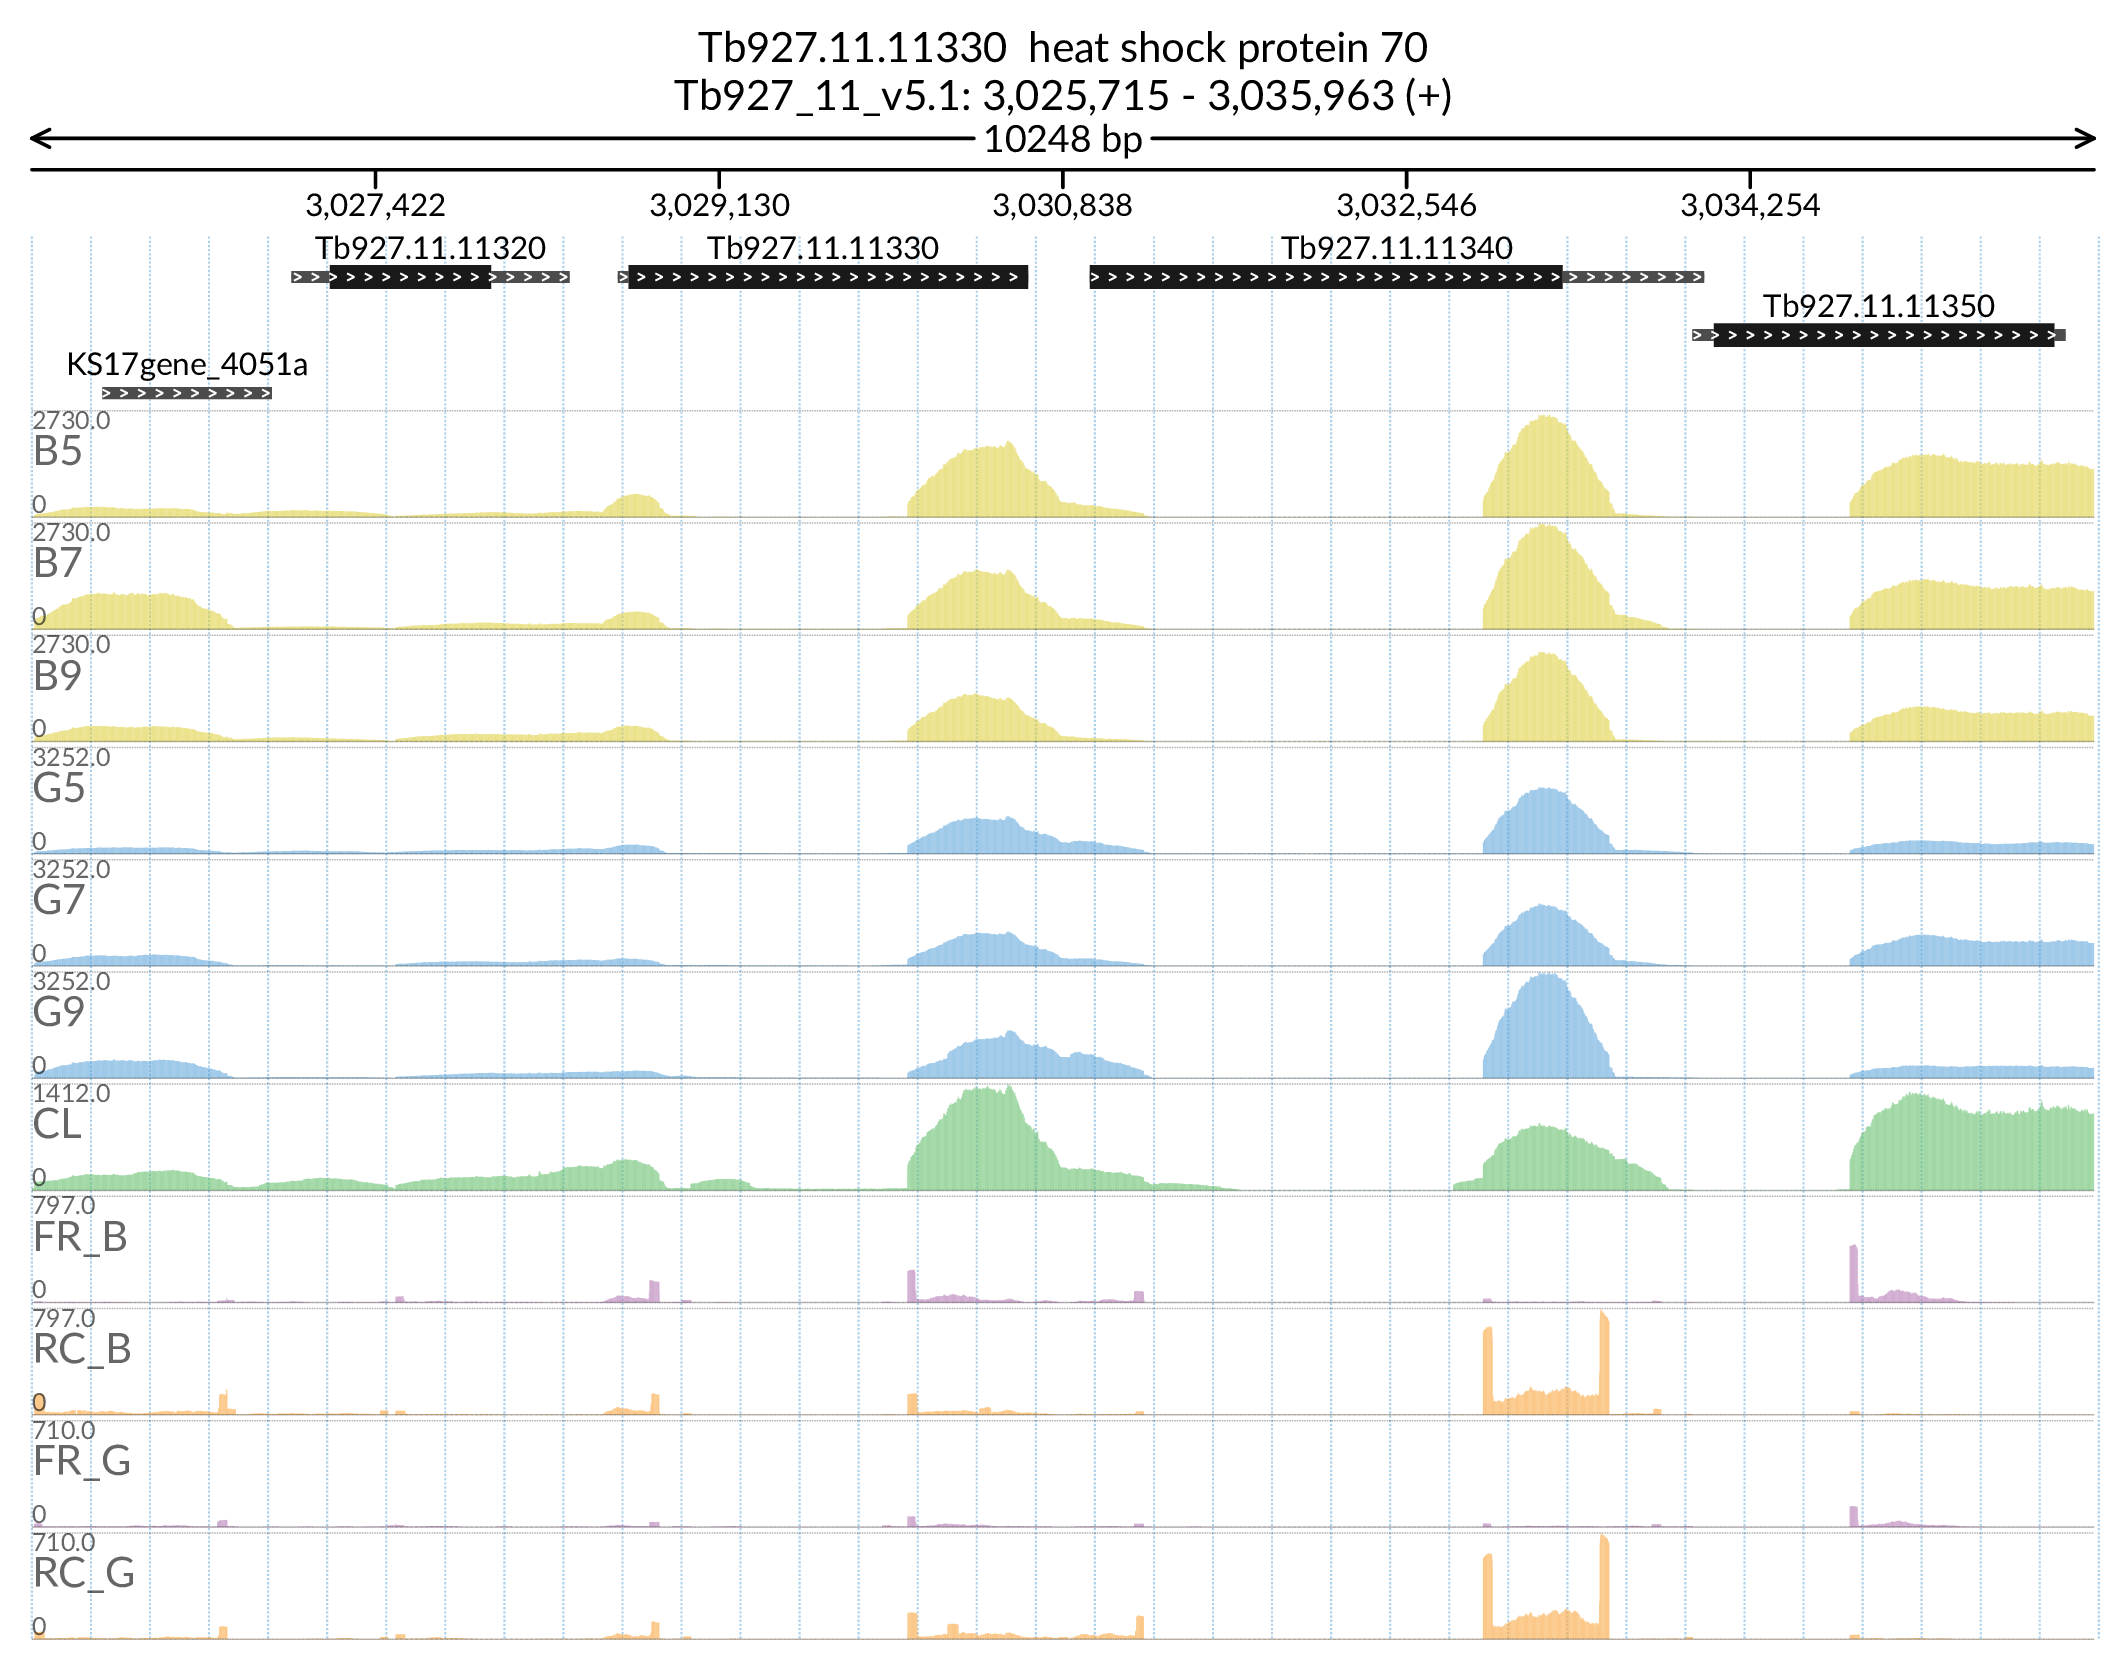 Tb927.11.11330  heat shock protein 70
Tb927_11_v5.1: 3,025,715 - 3,035,963 (+)
10248 bp
3,027,422 3,029,130 3,030,838 3,032,546 3,034,254
Tb927.11.11320 Tb927.11.11330 Tb927.11.11340
Tb927.11.11350
KS17gene_4051a
2730.0
B5
0
2730.0
B7
0
2730.0
B9
0
3252.0
G5
0
3252.0
G7
0
3252.0
G9
0
1412.0
CL
0
797.0
FR_B
0
797.0
RC_B
0
710.0
FR_G
0
710.0
RC_G
0